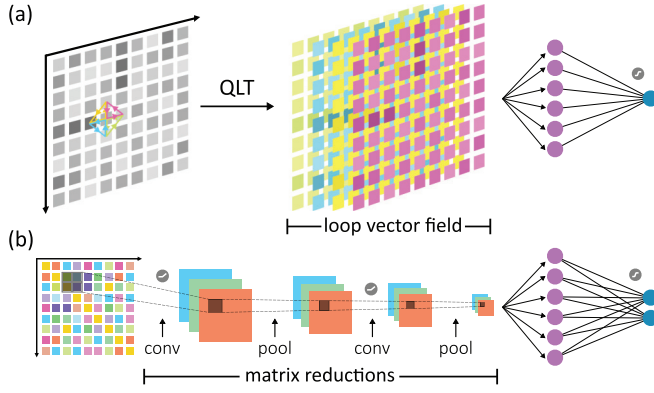 (a)
QLT
loop vector field
(b)
conv
pool
conv
pool
matrix reductions